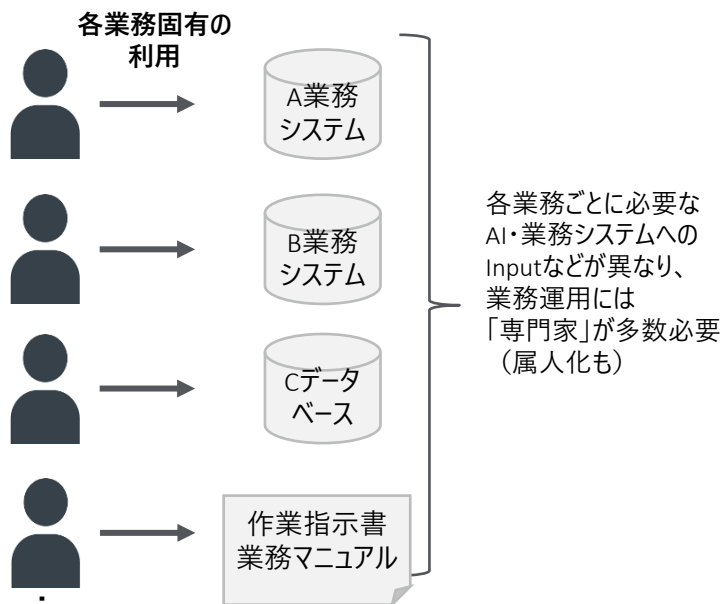 各業務固有の
利用
A業務
システム
B業務
システム
Cデータ
ベース
作業指示書
業務マニュアル
各業務ごとに必要な
AI・業務システムへの
Inputなどが異なり、
業務運用には
「専門家」が多数必要
（属人化も）